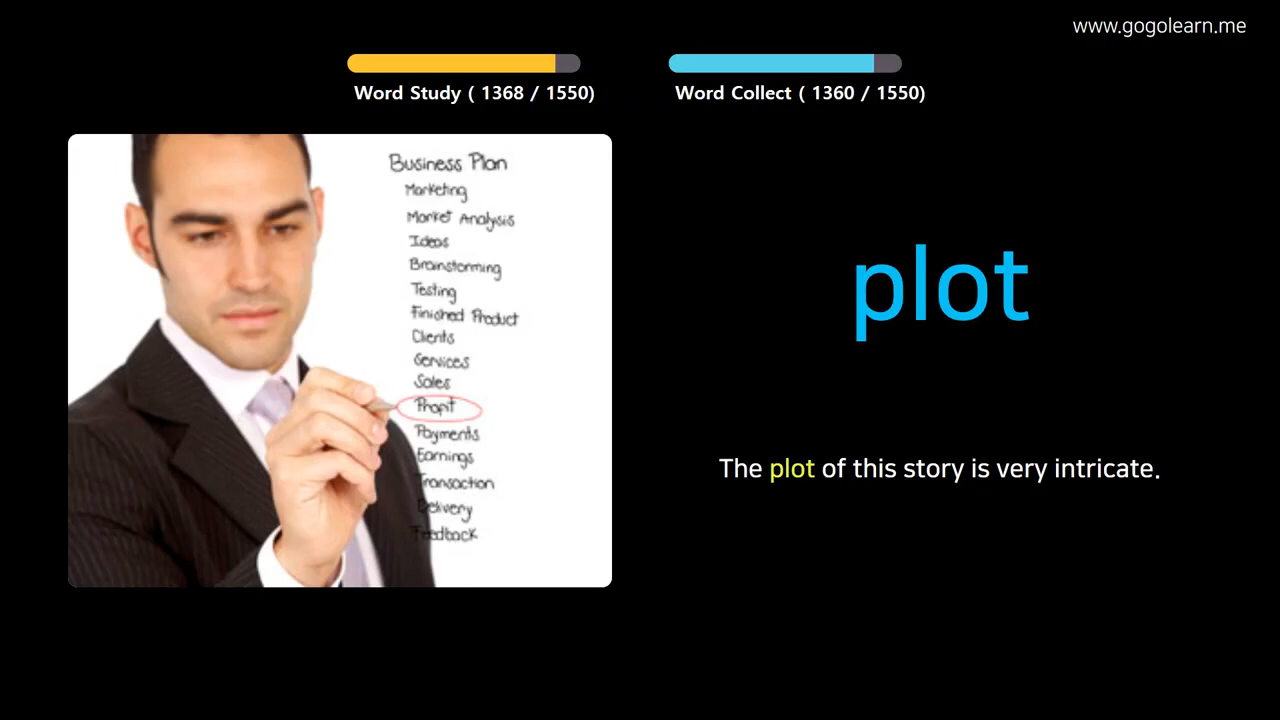 www.gogolearn.me
Word Study ( 1368 / 1550)
Word Collect ( 1360 / 1550)
Business Plan
Marketing
Market Analysis
Ideas
Brainstorming
Testing
Finished Product
Clients
Services
Sales
Profit
Payments
Earnings
Transaction
Delivery
Feedback
plot
The plot of this story is very intricate.